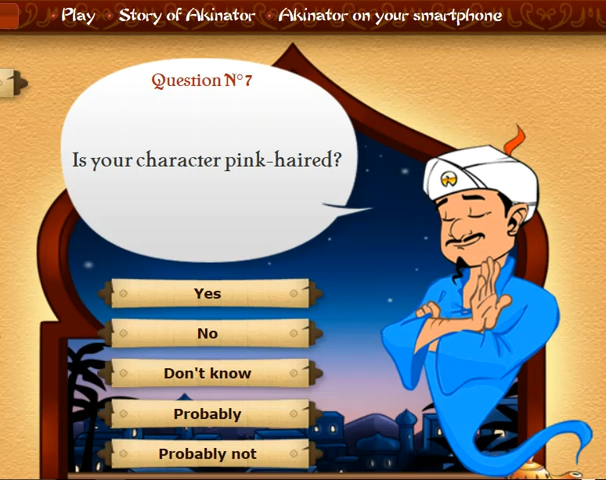 Play Story of Akinator Akinator on your smartphone
Question N°7
Is your character pink-haired?
Yes
No
Don't know
Probably
Probably not